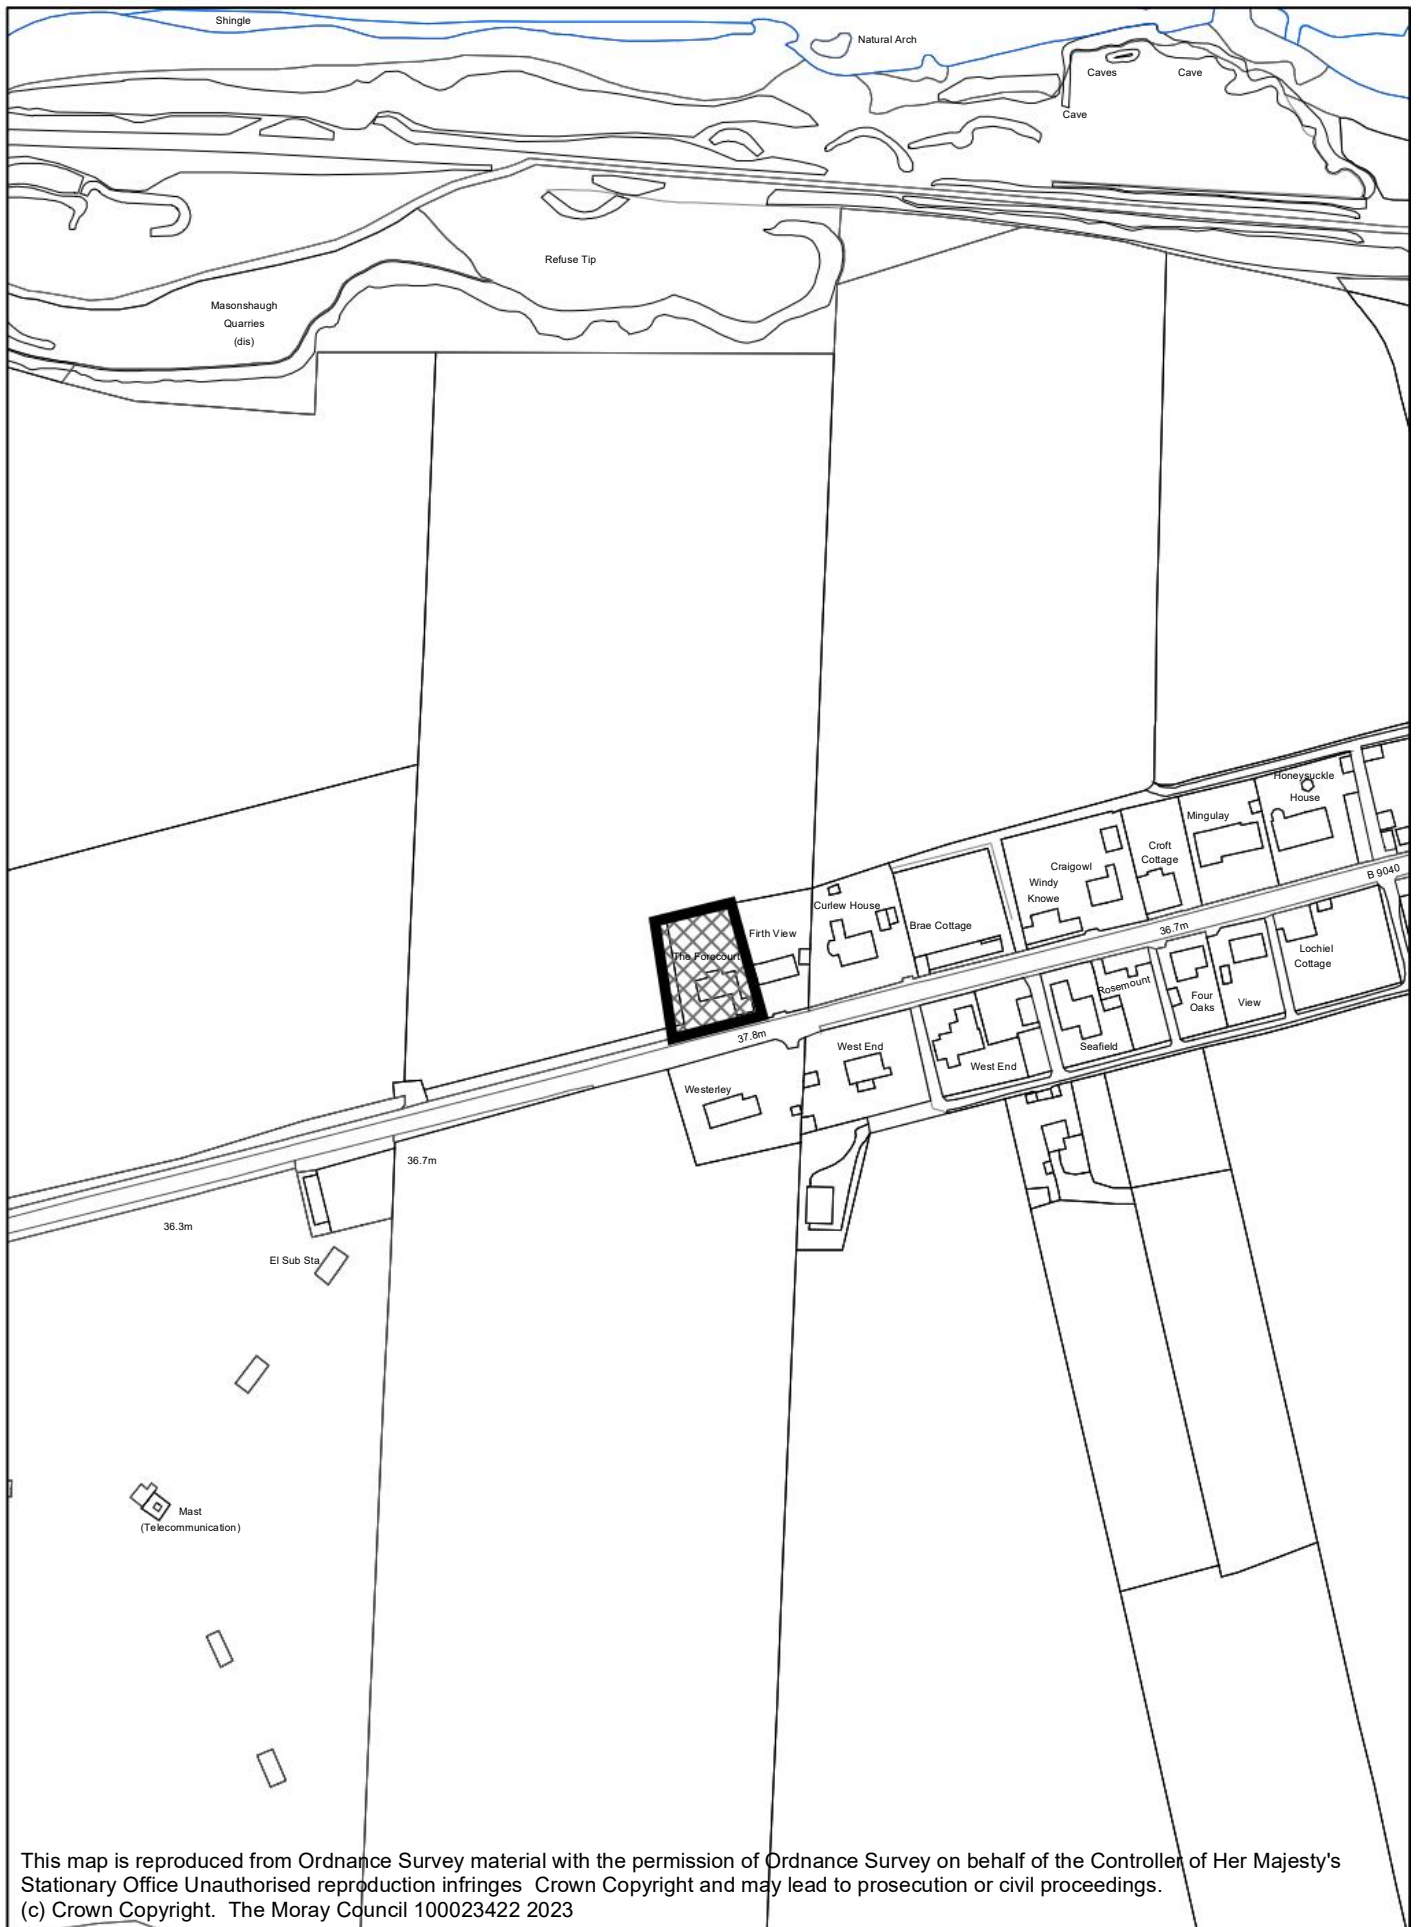 Shingle
Natural Arch
Caves
Cave
Cave
Refuse Tip
Masonshaugh
Quarries
(dis)
Honeysuckle
House
Mingulay
Croft
Cottage
Craigowl
Windy
Knowe
B 9040
Curlew House
Brae Cottage
Firth View
36.7m
The Forecourt
Lochiel
Cottage
Rosemount
Four
Oaks
View
37.8m
West End
Seafield
West End
Westerley
36.7m
36.3m
El Sub Sta
Mast
(Telecommunication)
This map is reproduced from Ordnance Survey material with the permission of Ordnance Survey on behalf of the Controller of Her Majesty's
Stationary Office Unauthorised reproduction infringes Crown Copyright and may lead to prosecution or civil proceedings.
(c) Crown Copyright. The Moray Council 100023422 2023